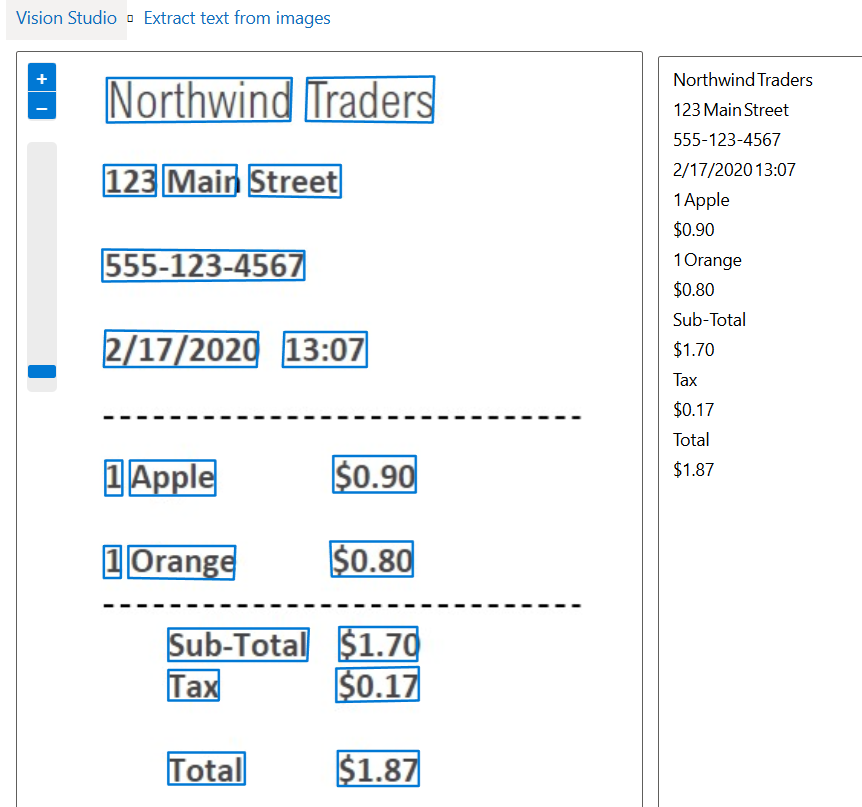 Vision Studio Extract text from images
+
−
Northwind Traders
123 Main Street
555-123-4567
2/17/2020 13:07
------------------------------
1 Apple $0.90
1 Orange $0.80
------------------------------
Sub-Total $1.70
Tax $0.17
Total $1.87
Northwind Traders
123 Main Street
555-123-4567
2/17/2020 13:07
1 Apple
$0.90
1 Orange
$0.80
Sub-Total
$1.70
Tax
$0.17
Total
$1.87